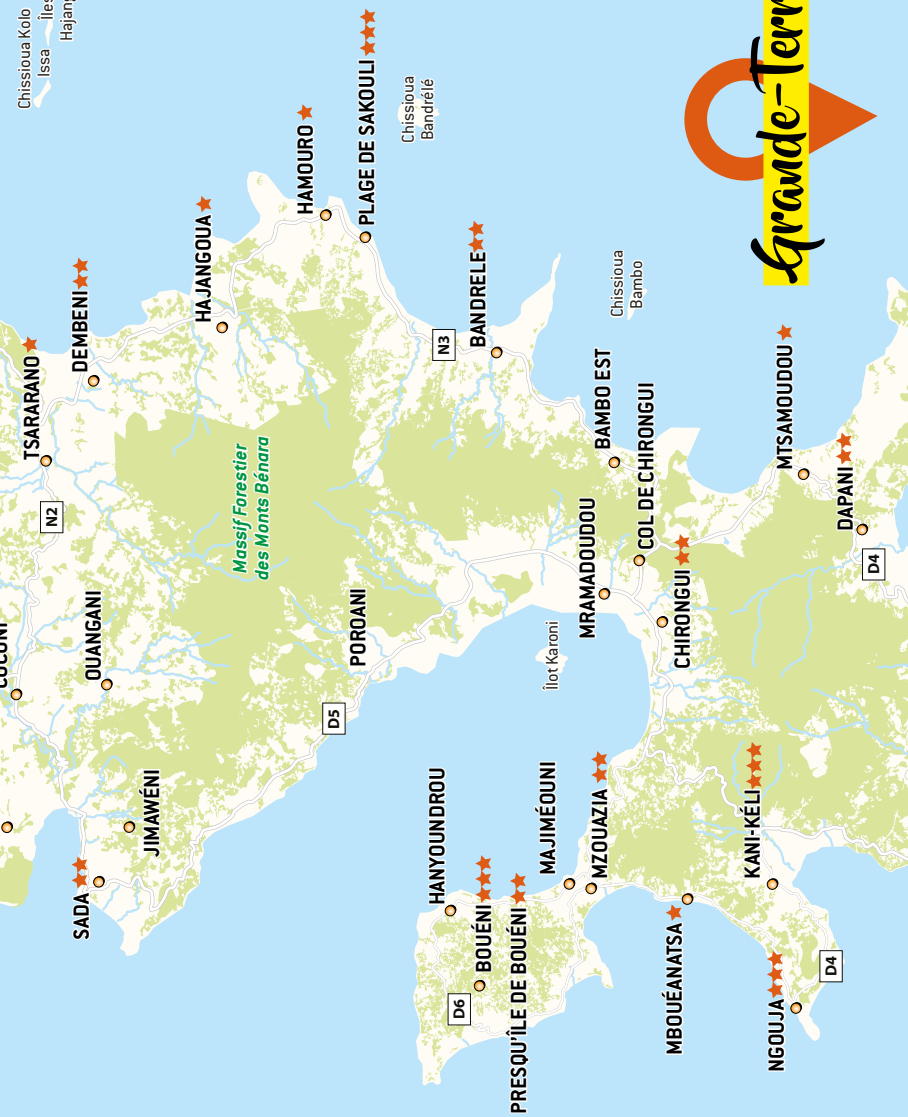 Chissioua Kolo
Issa
Îles
TSARARANO
N2
DEMBENI
SADA
OUANGANI
JIMAWÉNI
HAJANGOUA
Massif Forestier
des Monts Bénara
HAMOURO
D5
POROANI
PLAGE DE SAKOULI
Chissioua
Bandrélé
HANYOUNDROU
N3
D6
BANDRELE
BOUÉNI
PRESQU'ÎLE DE BOUÉNI
MAJIMÉOUNI
Îlot Karoni
MRAMADOUDOU
MZOUAZIA
BAMBO EST
Chissioua
Bambo
COL DE CHIRONGUI
MBOUÉANATSA
CHIRONGUI
KANI-KÉLI
NGOUJA
MTSAMOUDOU
Grande-Terr
D4
DAPANI
D4